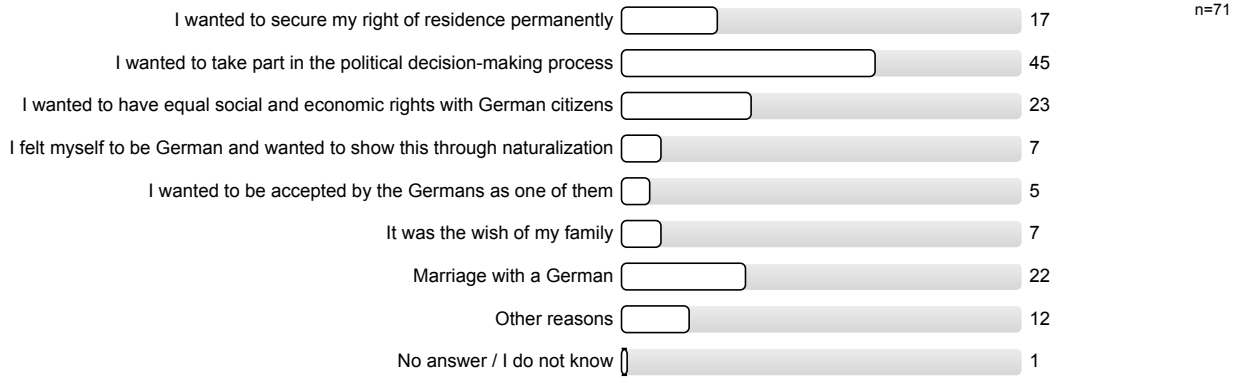 I wanted to secure my right of residence permanently 17 n=71
I wanted to take part in the political decision-making process 45
I wanted to have equal social and economic rights with German citizens 23
I felt myself to be German and wanted to show this through naturalization 7
I wanted to be accepted by the Germans as one of them 5
It was the wish of my family 7
Marriage with a German 22
Other reasons 12
No answer / I do not know 1